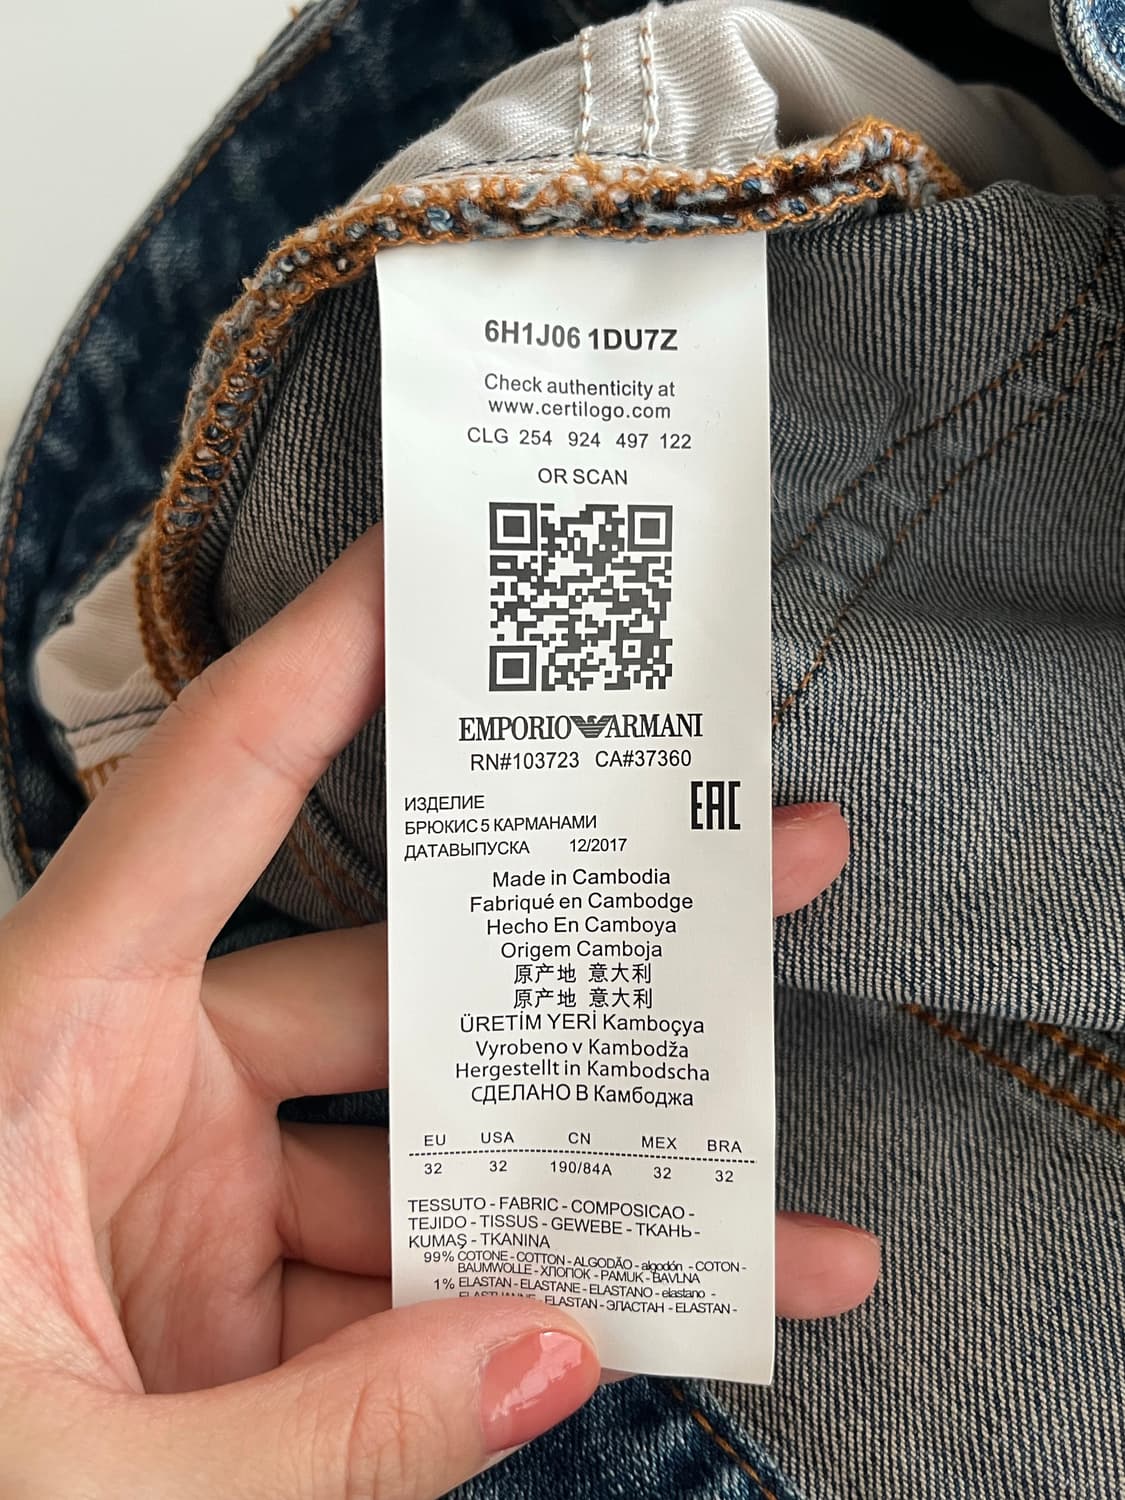 6H1J06 1DU7Z
Check authenticity at
www.certilogo.com
CLG 254 924 497 122
OR SCAN
EMPORIO ARMANI
RN#103723 CA#37360
EAC
ИЗДЕЛИЕ
БРЮКИС5 КАРМАНАМИ
ДАТАВЫПУСКА 12/2017
Made in Cambodia
Fabriqué en Cambodge
Hecho En Camboya
Origem Camboja
原产地 意大利
原产地 意大利
ÜRETİM YERİ Kamboçya
Vyrobeno v Kambodža
Hergestellt in Kambodscha
СДЕЛАНО В Камбоджа
EU USA CN MEX BRA
32 32 190/84A 32 32
TESSUTO - FABRIC - COMPOSICAO -
TEJIDO - TISSUS - GEWEBE - ТКАНЬ -
KUMAŞ - TKANINA
99% COTONE - COTTON - ALGODÃO - algodón - COTON -
BAUMWOLLE - ХЛОПОК - PAMUK - BAVLNA
1% ELASTAN - ELASTANE - ELASTANO - elastano -
ELASTAN - ЭЛАСТАН - ELASTAN -